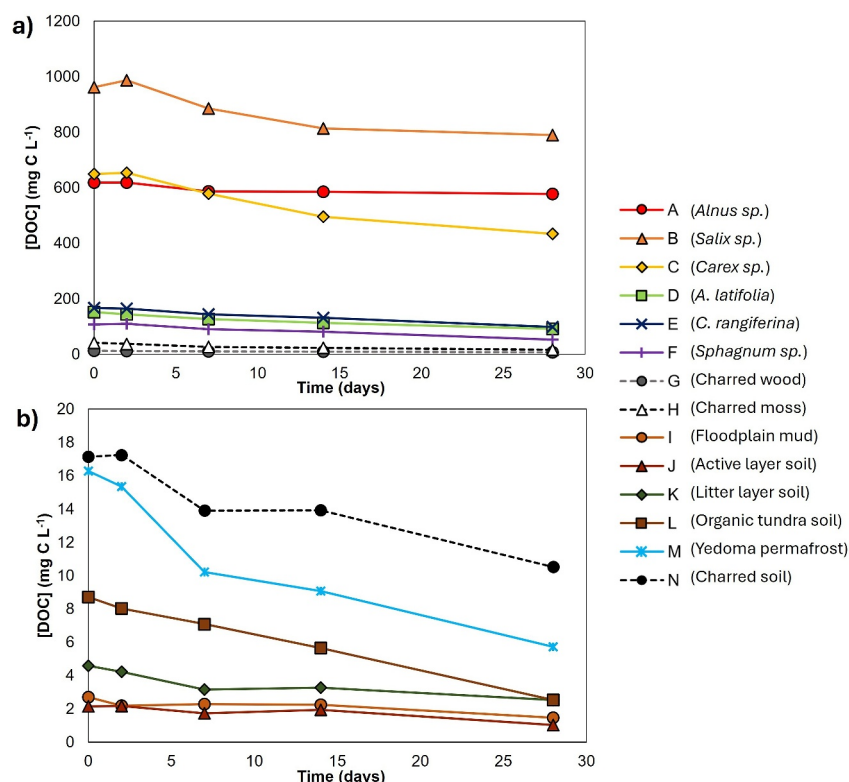 a)
1200
1000
800
600
400
200
0
[DOC] (mg C L⁻¹)
0 5 10 15 20 25 30
Time (days)
b)
20
18
16
14
12
10
8
6
4
2
0
[DOC] (mg C L⁻¹)
0 5 10 15 20 25 30
Time (days)
A (Alnus sp.)
B (Salix sp.)
C (Carex sp.)
D (A. latifolia)
E (C. rangiferina)
F (Sphagnum sp.)
G (Charred wood)
H (Charred moss)
I (Floodplain mud)
J (Active layer soil)
K (Litter layer soil)
L (Organic tundra soil)
M (Yedoma permafrost)
N (Charred soil)